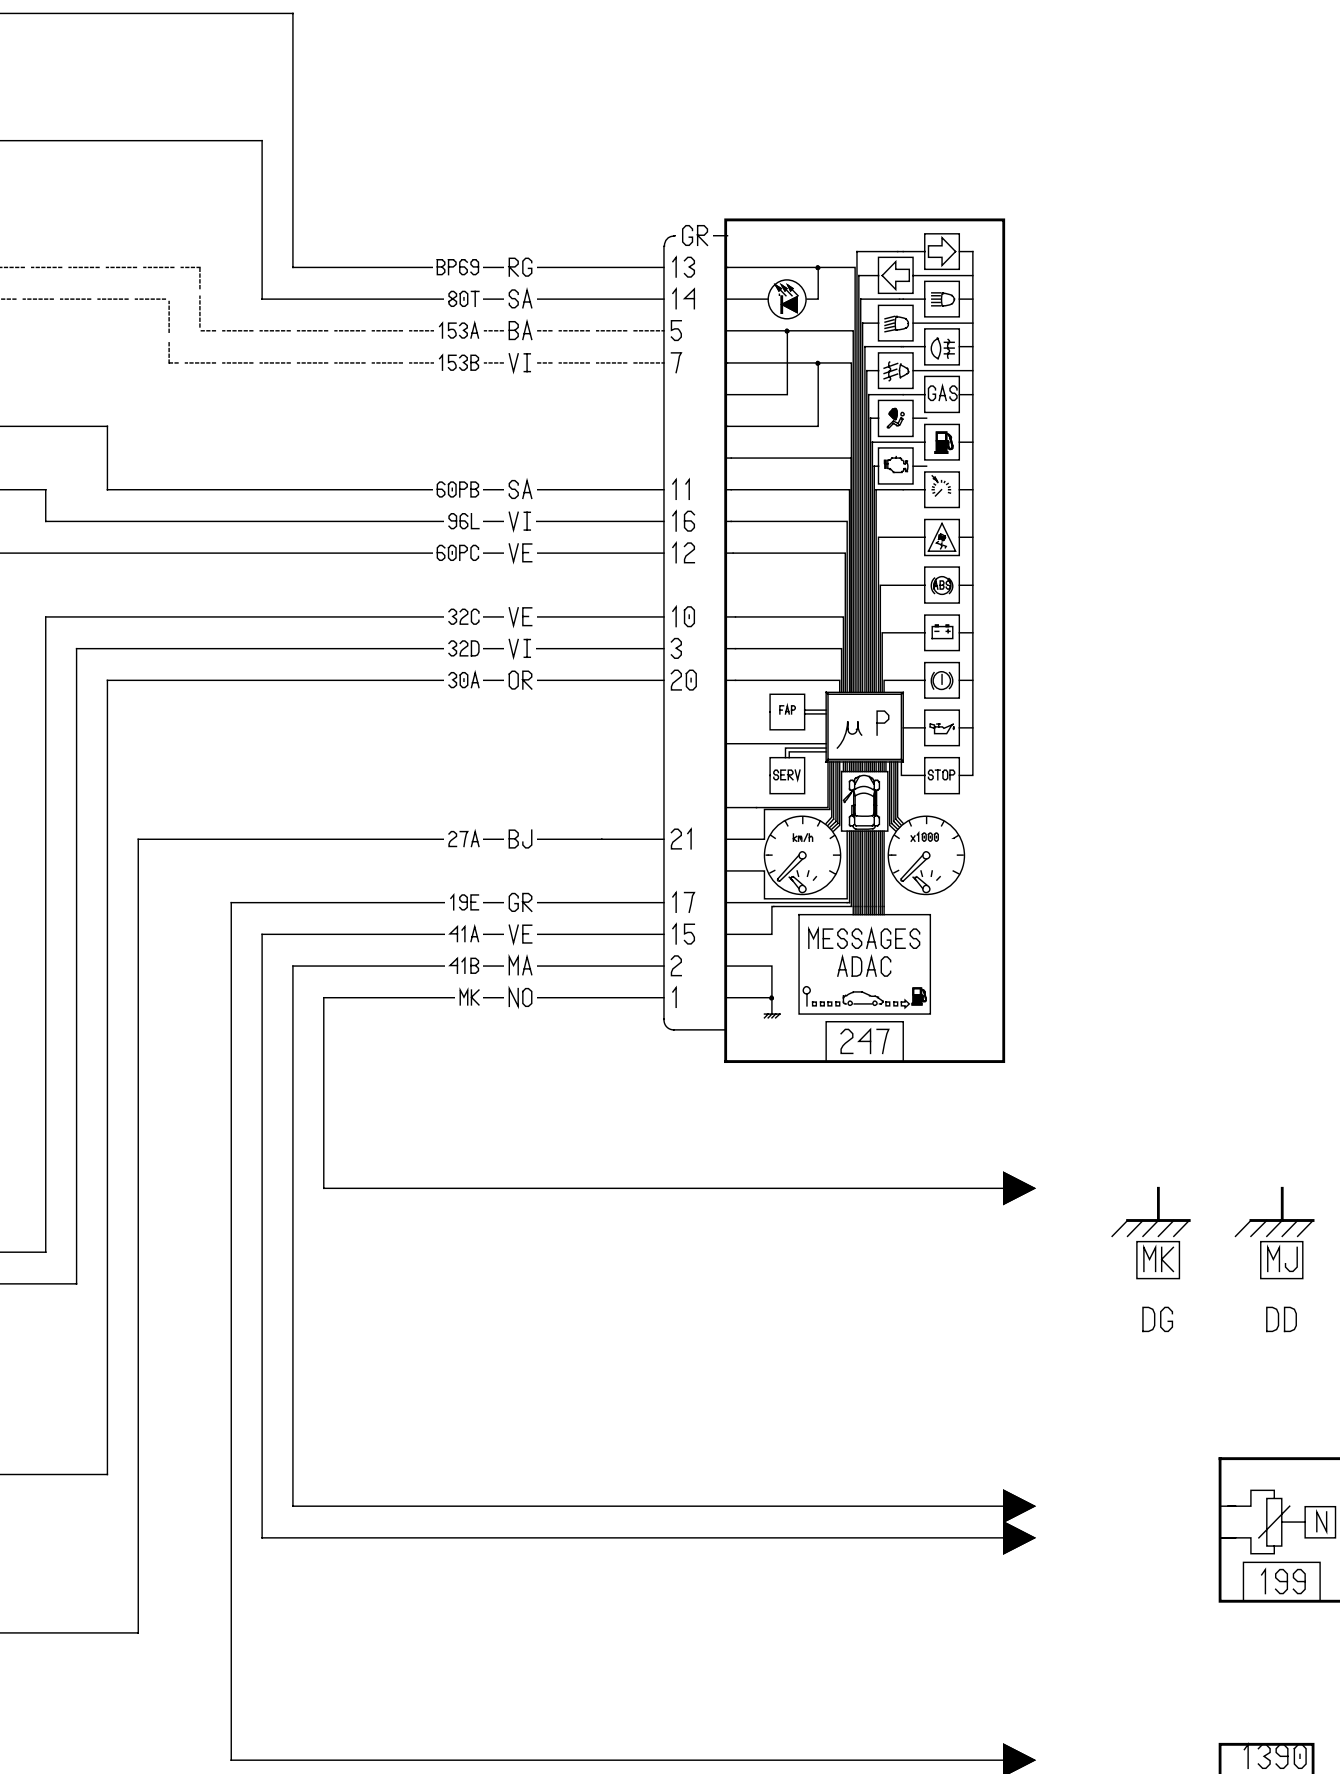 GR
BP69 RG 13
80T SA 14
153A BA 5
153B VI 7
GAS
60PB SA 11
96L VI 16
60PC VE 12
ABS
32C VE 10
- +
32D VI 3
30A OR 20
FAP
µP
SERV
STOP
km/h
x1000
27A BJ 21
19E GR 17
41A VE 15
41B MA 2
MK NO 1
MESSAGES
ADAC
247
MK MJ
DG DD
N
199
1390